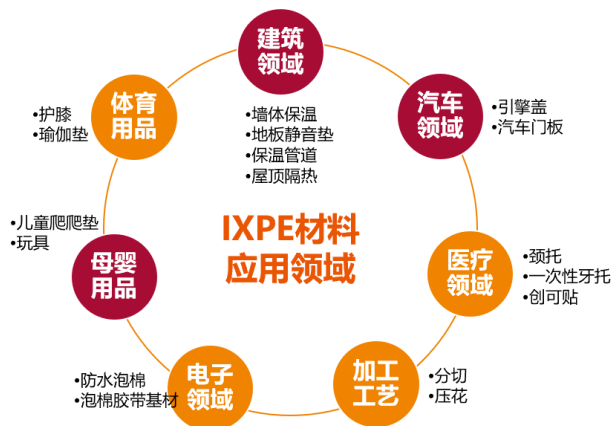 建筑
领域
•墙体保温
•地板静音垫
•保温管道
•屋顶隔热
汽车
领域
•引擎盖
•汽车门板
医疗
领域
•颈托
•一次性牙托
•创可贴
加工
工艺
•分切
•压花
电子
领域
•防水泡棉
•泡棉胶带基材
母婴
用品
•儿童爬爬垫
•玩具
体育
用品
•护膝
•瑜伽垫
IXPE材料
应用领域